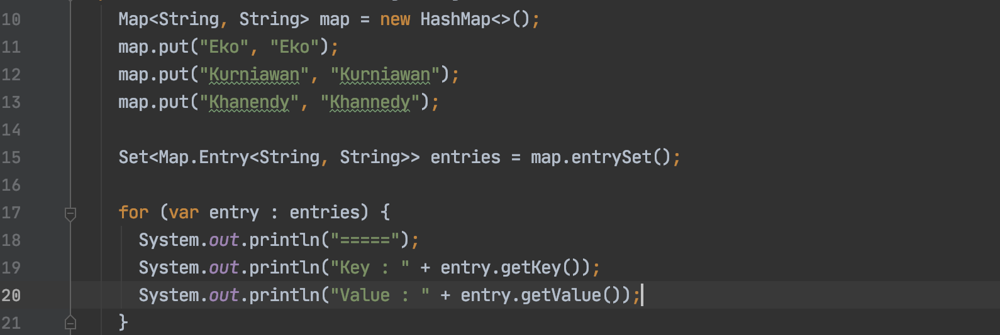 10 Map<String, String> map = new HashMap<>();
11 map.put("Eko", "Eko");
12 map.put("Kurniawan", "Kurniawan");
13 map.put("Khanendy", "Khannedy");
14
15 Set<Map.Entry<String, String>> entries = map.entrySet();
16
17 for (var entry : entries) {
18 System.out.println("=====");
19 System.out.println("Key : " + entry.getKey());
20 System.out.println("Value : " + entry.getValue());
21 }